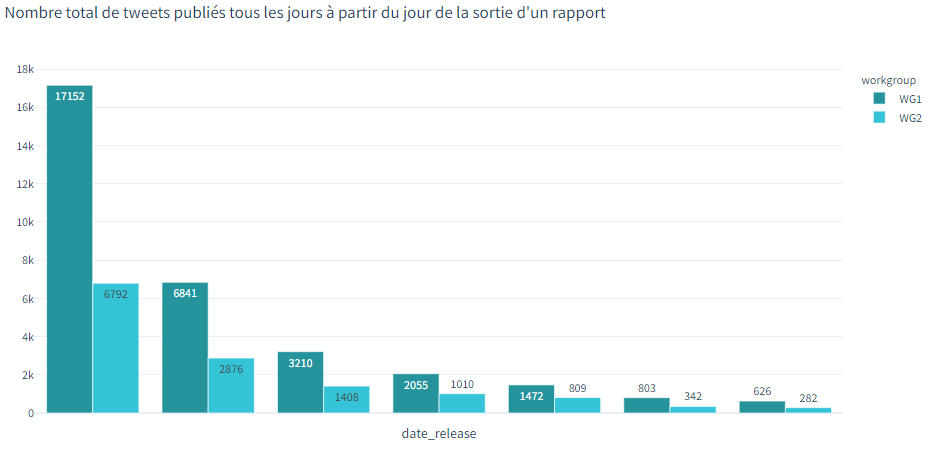 Nombre total de tweets publiés tous les jours à partir du jour de la sortie d'un rapport
workgroup
WG1
WG2
18k
16k
14k
12k
10k
8k
6k
4k
2k
0
17152
6792
6841
2876
3210
1408
2055
1010
1472
809
803
342
626
282
date_release